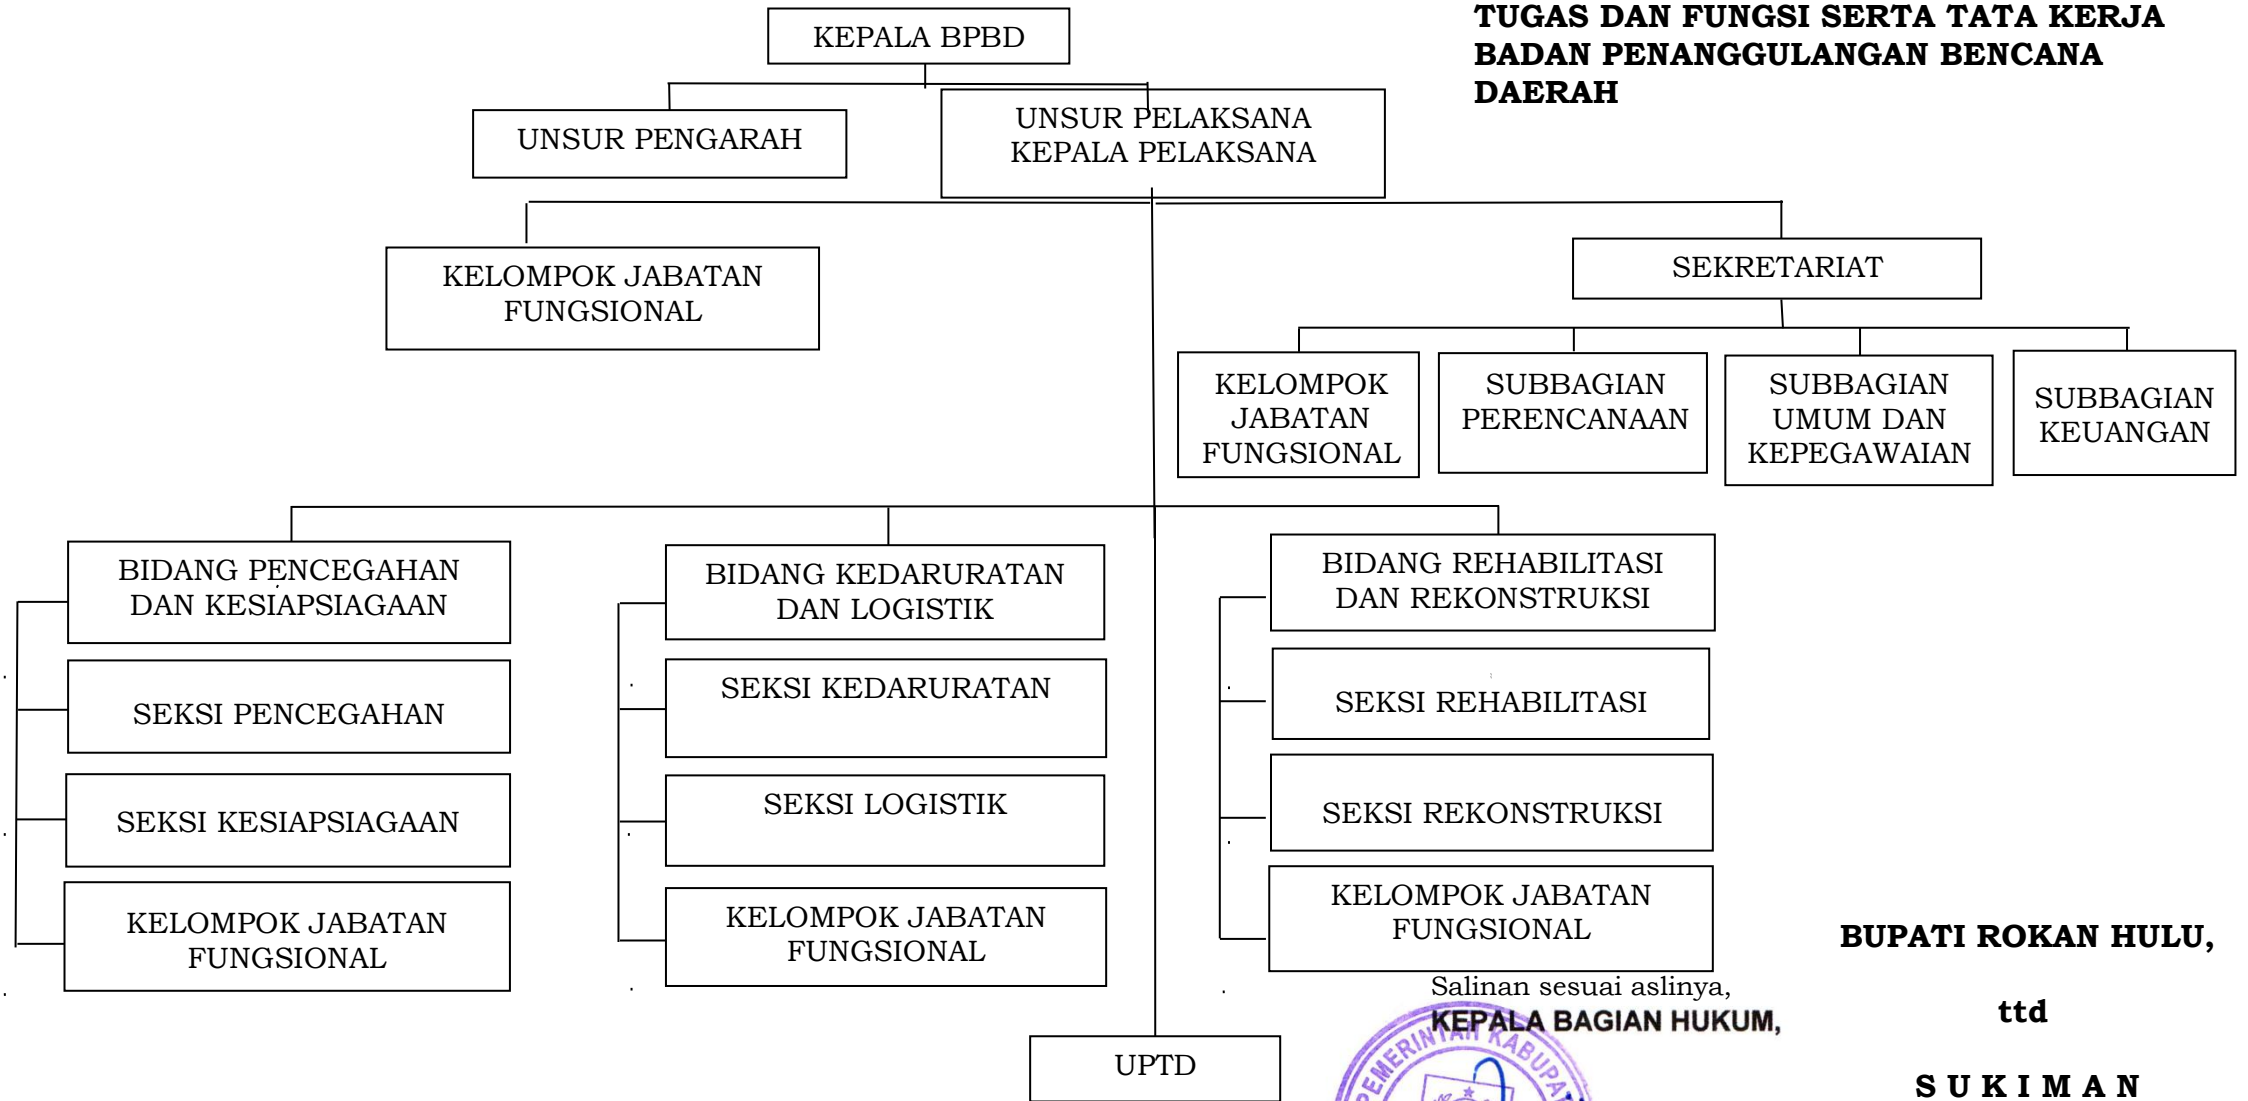 TUGAS DAN FUNGSI SERTA TATA KERJA
BADAN PENANGGULANGAN BENCANA
DAERAH
KEPALA BPBD
UNSUR PENGARAH
UNSUR PELAKSANA
KEPALA PELAKSANA
KELOMPOK JABATAN
FUNGSIONAL
SEKRETARIAT
KELOMPOK
JABATAN
FUNGSIONAL
SUBBAGIAN
PERENCANAAN
SUBBAGIAN
UMUM DAN
KEPEGAWAIAN
SUBBAGIAN
KEUANGAN
BIDANG PENCEGAHAN
DAN KESIAPSIAGAAN
SEKSI PENCEGAHAN
SEKSI KESIAPSIAGAAN
KELOMPOK JABATAN
FUNGSIONAL
BIDANG KEDARURATAN
DAN LOGISTIK
SEKSI KEDARURATAN
SEKSI LOGISTIK
KELOMPOK JABATAN
FUNGSIONAL
BIDANG REHABILITASI
DAN REKONSTRUKSI
SEKSI REHABILITASI
SEKSI REKONSTRUKSI
KELOMPOK JABATAN
FUNGSIONAL
UPTD
Salinan sesuai aslinya,
KEPALA BAGIAN HUKUM,
PEMERINTAH KABUPAT
BUPATI ROKAN HULU,
ttd
S U K I M A N